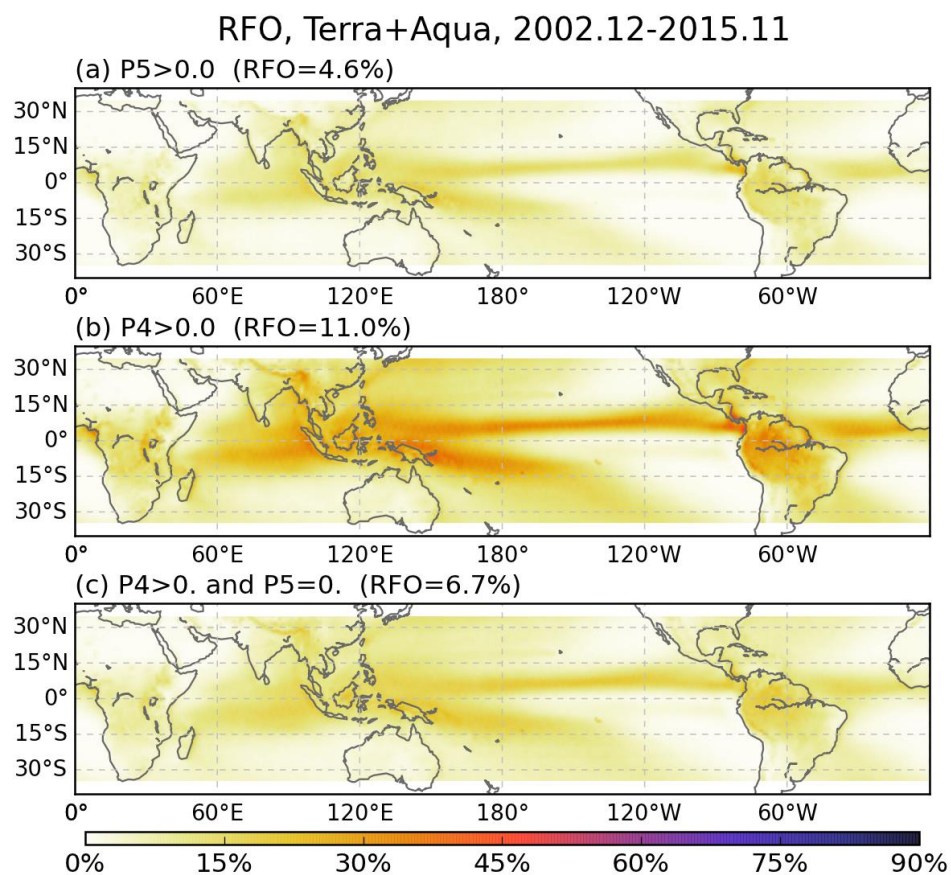 RFO, Terra+Aqua, 2002.12-2015.11
(a) P5>0.0 (RFO=4.6%)
30°N
15°N
0°
15°S
30°S
0° 60°E 120°E 180° 120°W 60°W
(b) P4>0.0 (RFO=11.0%)
30°N
15°N
0°
15°S
30°S
0° 60°E 120°E 180° 120°W 60°W
(c) P4>0. and P5=0. (RFO=6.7%)
30°N
15°N
0°
15°S
30°S
0° 60°E 120°E 180° 120°W 60°W
0% 15% 30% 45% 60% 75% 90%